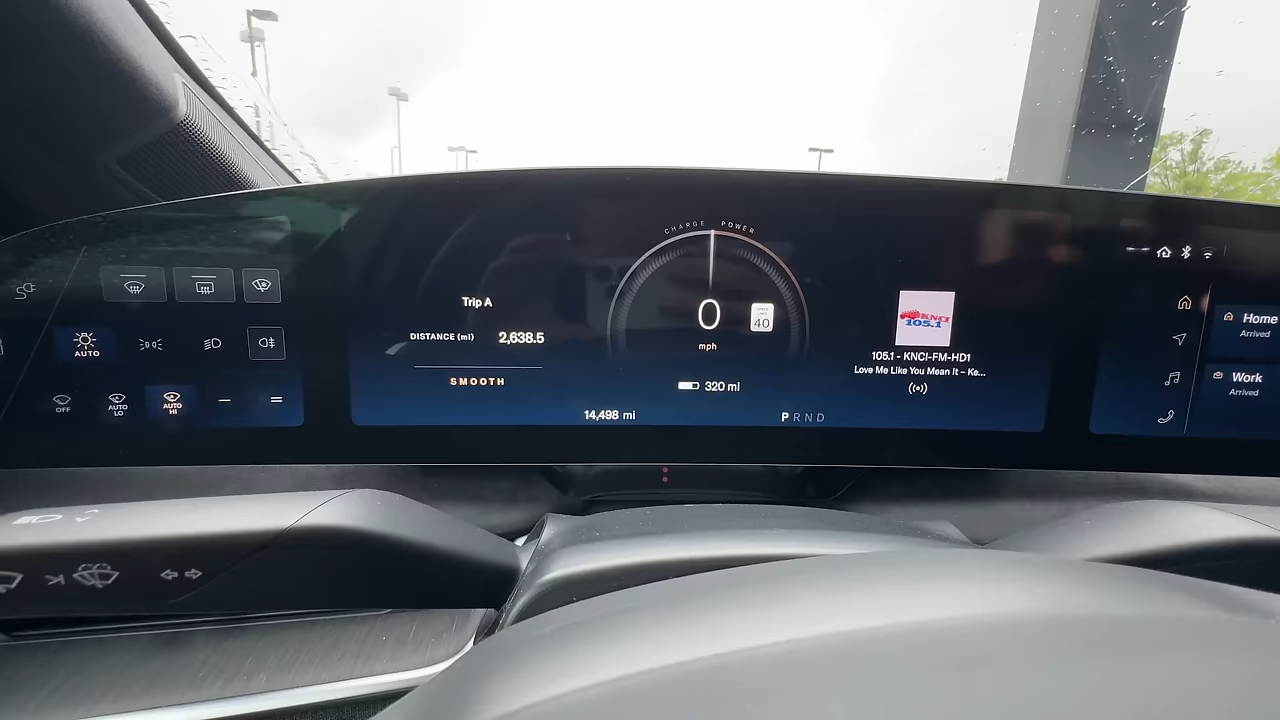 CHARGE POWER
Trip A
DISTANCE (mi) 2,638.5
SMOOTH
0
mph
SPEED
LIMIT
40
320 mi
14,498 mi
PRND
KNCI
105.1
105.1 - KNCI-FM-HD1
Love Me Like You Mean It - Ke...
AUTO
OFF
AUTO
LO
AUTO
HI
Home
Arrived
Work
Arrived